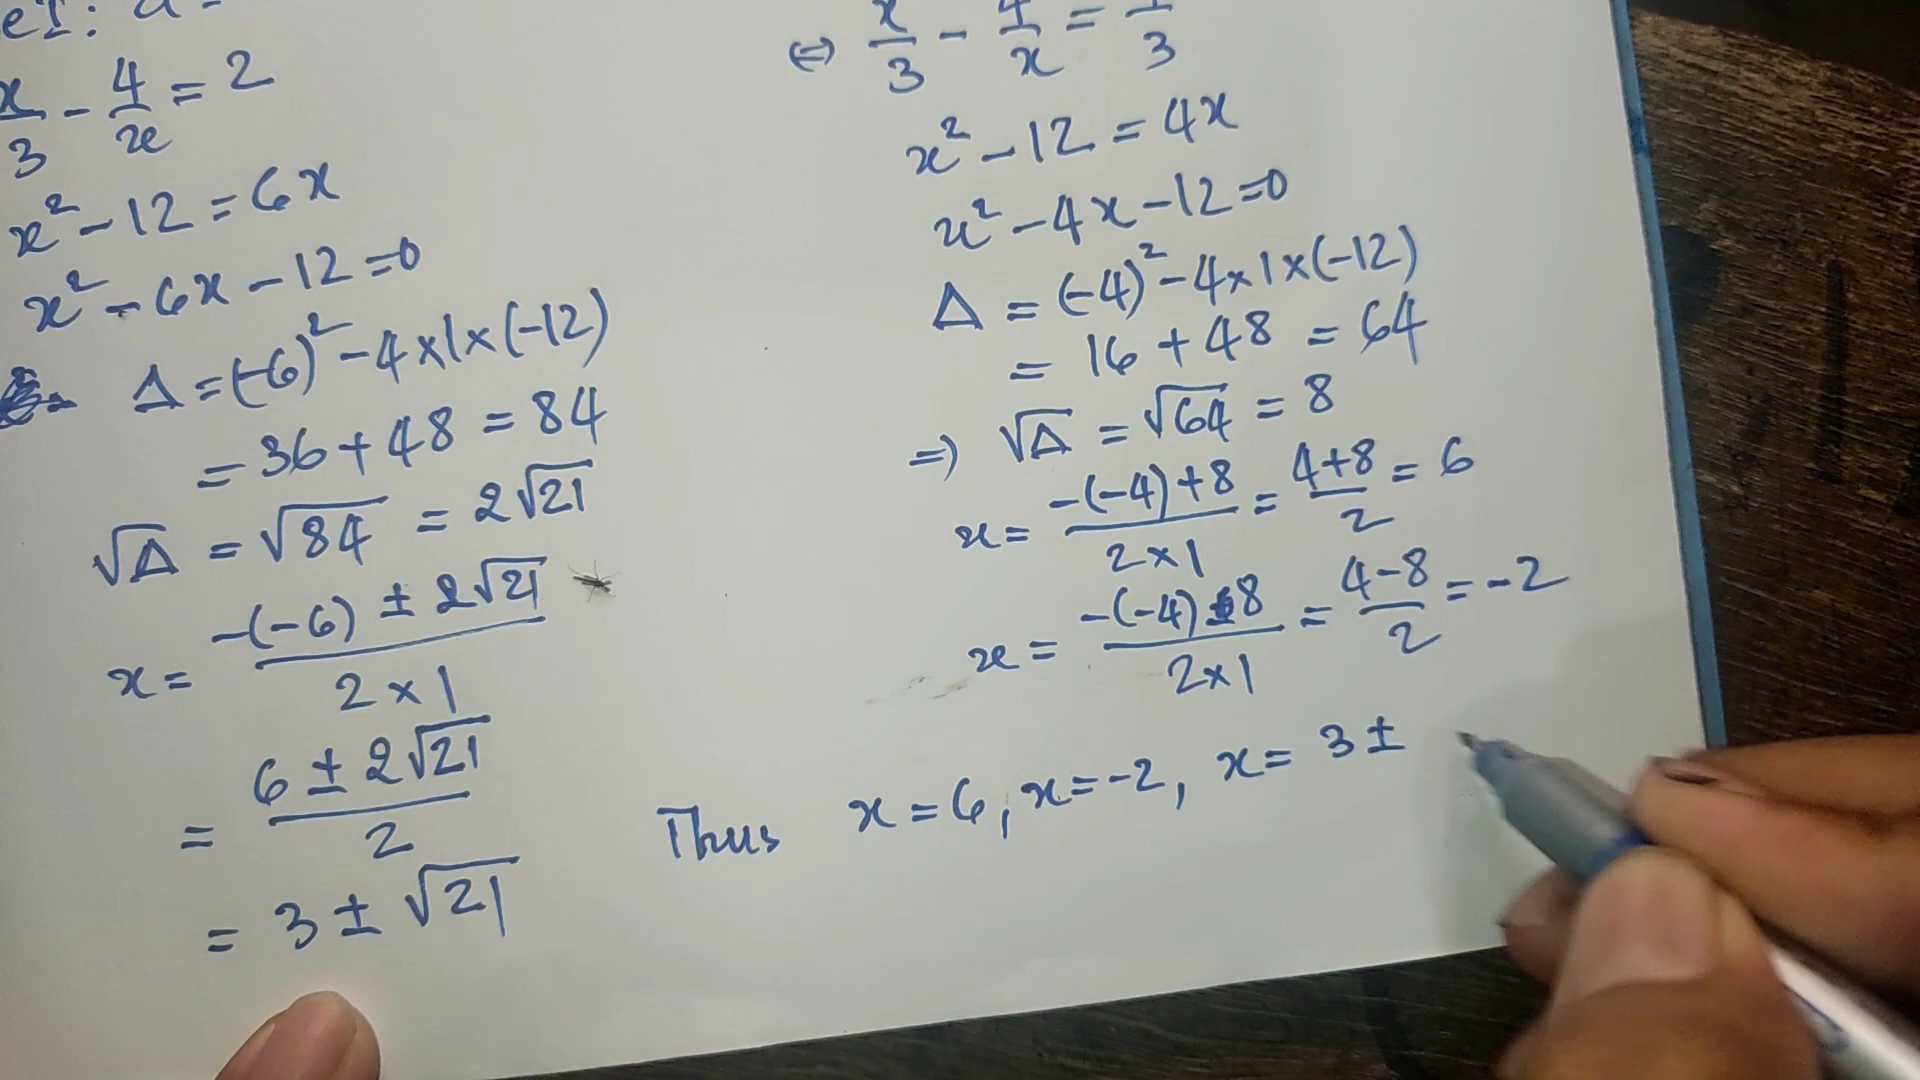 x/3 - 4/x = 2
x² - 12 = 6x
x² - 6x - 12 = 0
Δ = (-6)² - 4×1×(-12)
= 36 + 48 = 84
√Δ = √84 = 2√21
x = (-(-6) ± 2√21)/(2×1)
= (6 ± 2√21)/2
= 3 ± √21
⇔ x/3 - 4/x = 4/3
x² - 12 = 4x
x² - 4x - 12 = 0
Δ = (-4)² - 4×1×(-12)
= 16 + 48 = 64
⇒ √Δ = √64 = 8
x = (-(-4)+8)/(2×1) = (4+8)/2 = 6
x = (-(-4)-8)/(2×1) = (4-8)/2 = -2
Thus x = 6, x = -2, x = 3 ±